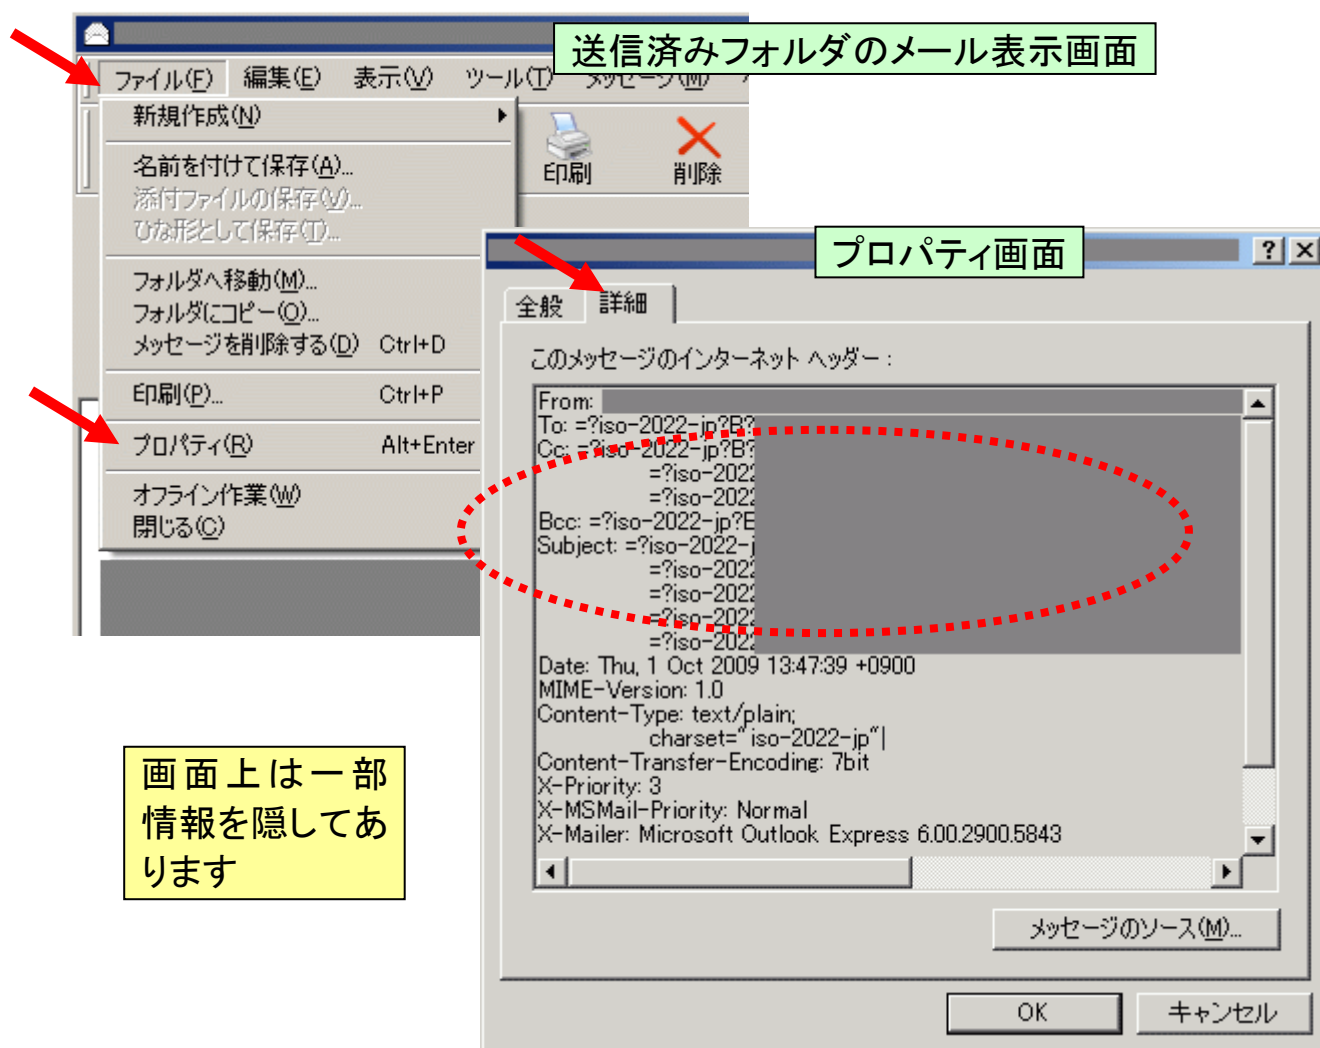 送信済みフォルダのメール表示画面
ファイル(F) 編集(E) 表示(V) ツール(T) メッセージ(M)
新規作成(N)
名前を付けて保存(A)...
添付ファイルの保存(V)...
ひな形として保存(T)...
フォルダへ移動(M)...
フォルダにコピー(O)...
メッセージを削除する(D) Ctrl+D
印刷(P)... Ctrl+P
プロパティ(R) Alt+Enter
オフライン作業(W)
閉じる(C)
印刷 削除
プロパティ画面
全般 詳細
このメッセージのインターネット ヘッダー :
From:
To: =?iso-2022-jp?B?
Cc: =?iso-2022-jp?B?
=?iso-202
=?iso-202
Bcc: =?iso-2022-jp?
Subject: =?iso-2022-j
=?iso-202
=?iso-202
=?iso-202
=?iso-202
Date: Thu, 1 Oct 2009 13:47:39 +0900
MIME-Version: 1.0
Content-Type: text/plain;
charset="iso-2022-jp"
Content-Transfer-Encoding: 7bit
X-Priority: 3
X-MSMail-Priority: Normal
X-Mailer: Microsoft Outlook Express 6.00.2900.5843
メッセージのソース(M)...
OK キャンセル
画面上は一部
情報を隠してあ
ります